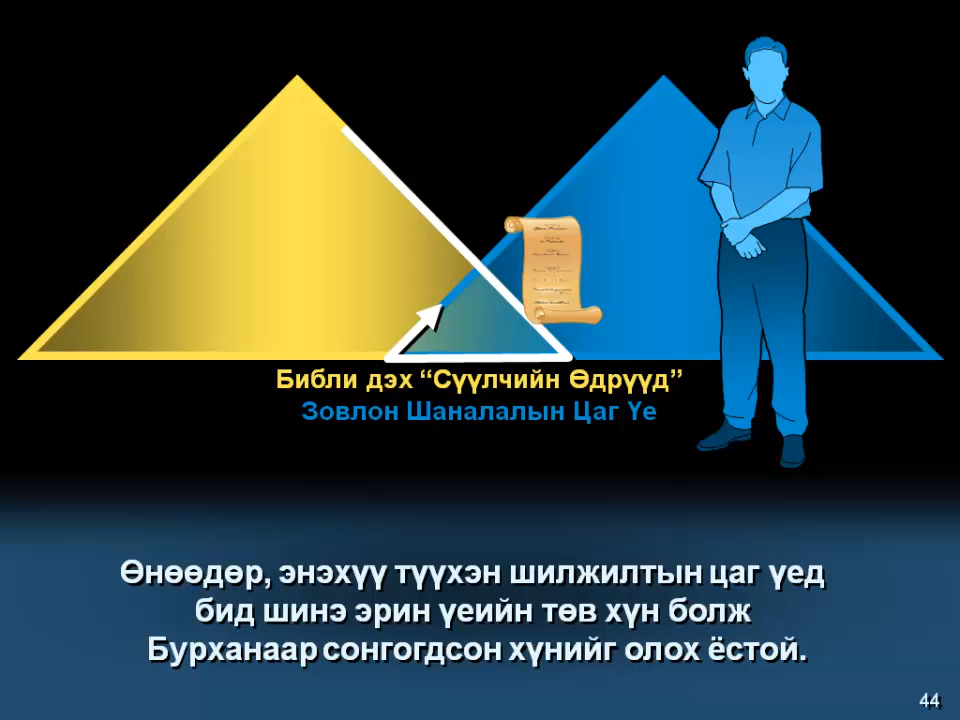 Библи дэх “Сүүлчийн Өдрүүд”
Зовлон Шаналалын Цаг Үе
Өнөөдөр, энэхүү түүхэн шилжилтын цаг үед
бид шинэ эрин үеийн төв хүн болж
Бурханаар сонгогдсон хүнийг олох ёстой.
44